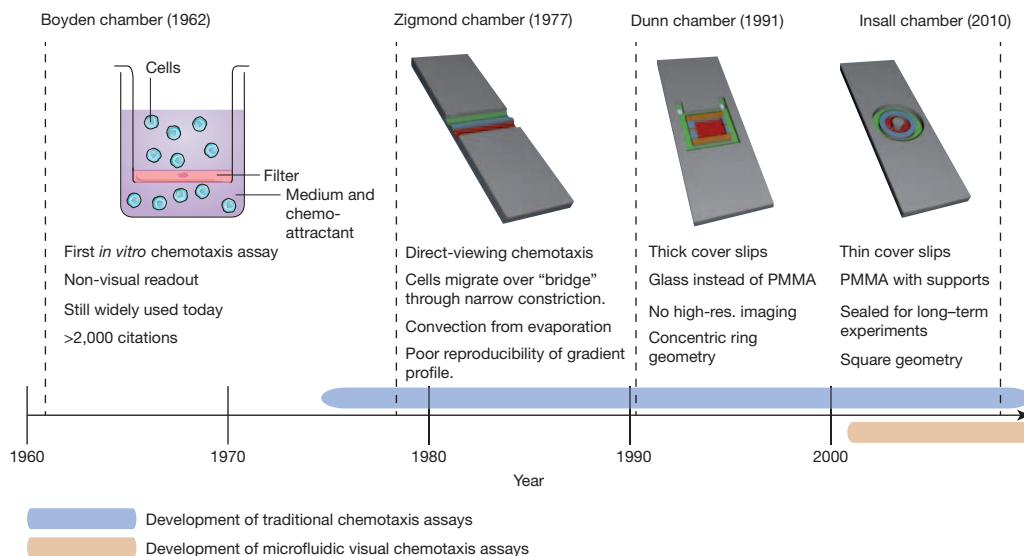 Boyden chamber (1962)
Cells
Filter
Medium and
chemo-
attractant
First in vitro chemotaxis assay
Non-visual readout
Still widely used today
>2,000 citations
Zigmond chamber (1977)
Direct-viewing chemotaxis
Cells migrate over “bridge”
through narrow constriction.
Convection from evaporation
Poor reproducibility of gradient
profile.
Dunn chamber (1991)
Thick cover slips
Glass instead of PMMA
No high-res. imaging
Concentric ring
geometry
Insall chamber (2010)
Thin cover slips
PMMA with supports
Sealed for long–term
experiments
Square geometry
1960
1970
1980
1990
2000
Year
Development of traditional chemotaxis assays
Development of microfluidic visual chemotaxis assays